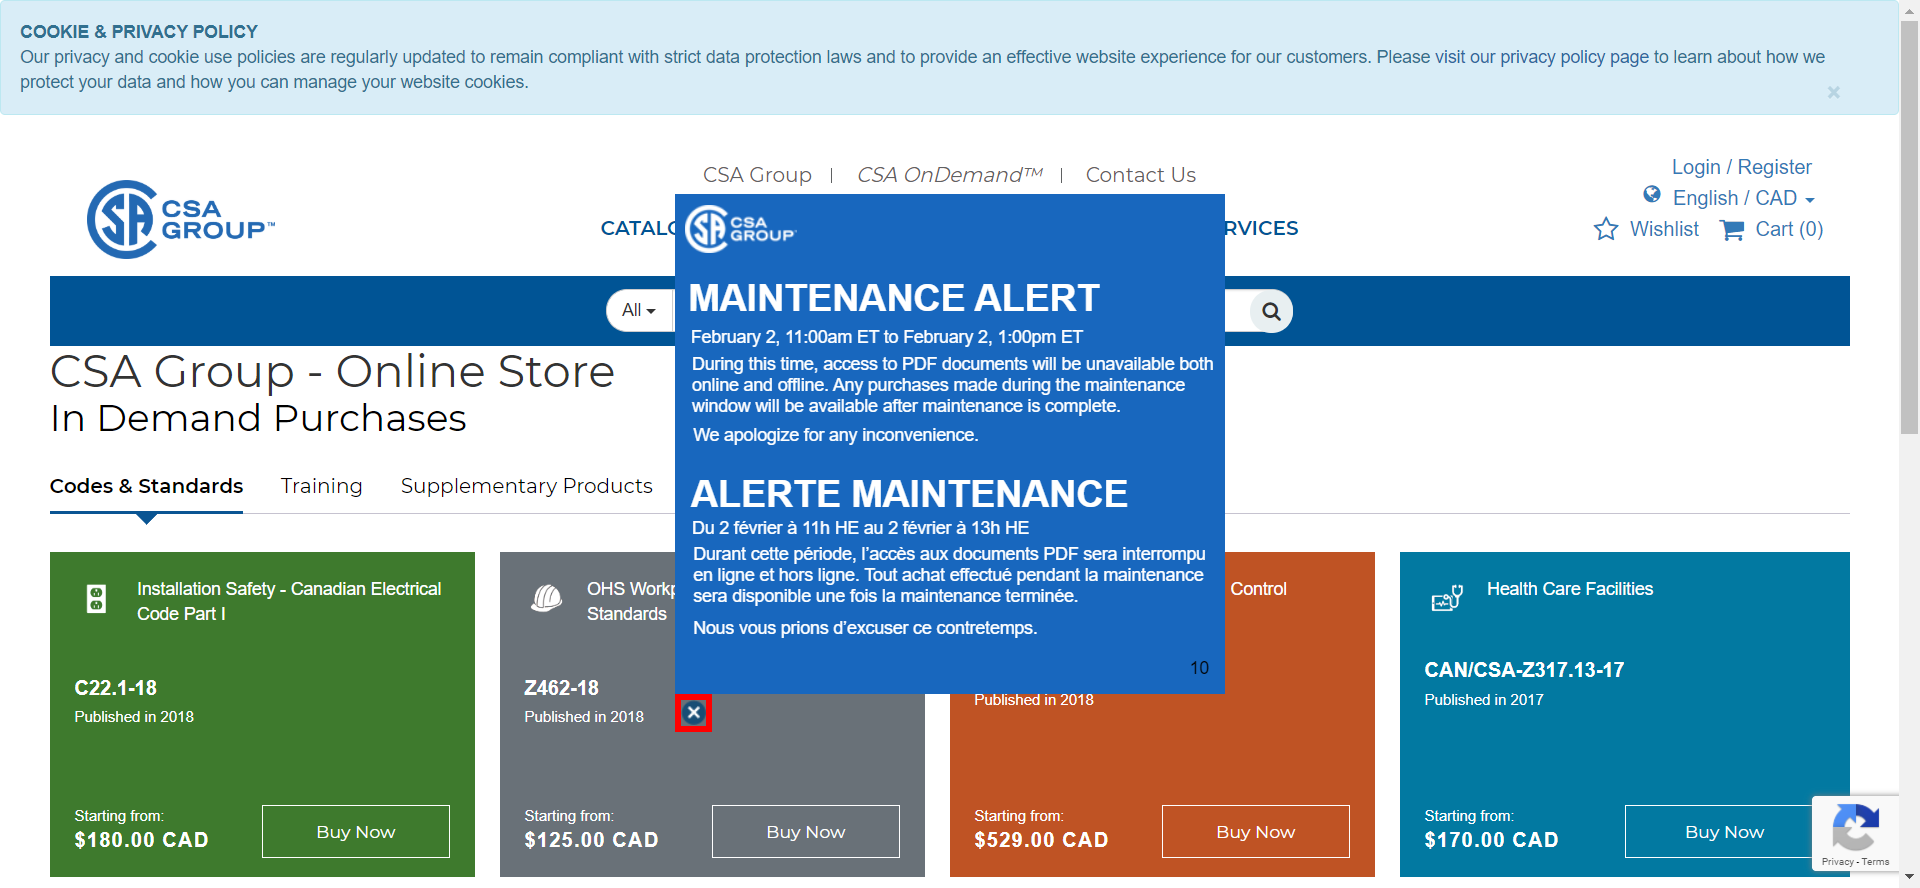 COOKIE & PRIVACY POLICY
Our privacy and cookie use policies are regularly updated to remain compliant with strict data protection laws and to provide an effective website experience for our customers. Please visit our privacy policy page to learn about how we
protect your data and how you can manage your website cookies.
×
CSA Group | CSA OnDemand™ | Contact Us
Login / Register
English / CAD
Wishlist Cart (0)
CSA
GROUP™
CSA
GROUP
All
MAINTENANCE ALERT
February 2, 11:00am ET to February 2, 1:00pm ET
During this time, access to PDF documents will be unavailable both
online and offline. Any purchases made during the maintenance
window will be available after maintenance is complete.
We apologize for any inconvenience.
ALERTE MAINTENANCE
Du 2 février à 11h HE au 2 février à 13h HE
Durant cette période, l'accès aux documents PDF sera interrompu
en ligne et hors ligne. Tout achat effectué pendant la maintenance
sera disponible une fois la maintenance terminée.
Nous vous prions d'excuser ce contretemps.
10
CSA Group - Online Store
In Demand Purchases
Codes & Standards Training Supplementary Products
Installation Safety - Canadian Electrical
Code Part I
C22.1-18
Published in 2018
Starting from:
$180.00 CAD
Buy Now
OHS
Standards
Z462-18
Published in 2018
Starting from:
$125.00 CAD
Buy Now
Control
Published in 2018
Starting from:
$529.00 CAD
Buy Now
Health Care Facilities
CAN/CSA-Z317.13-17
Published in 2017
Starting from:
$170.00 CAD
Buy Now
Privacy - Terms